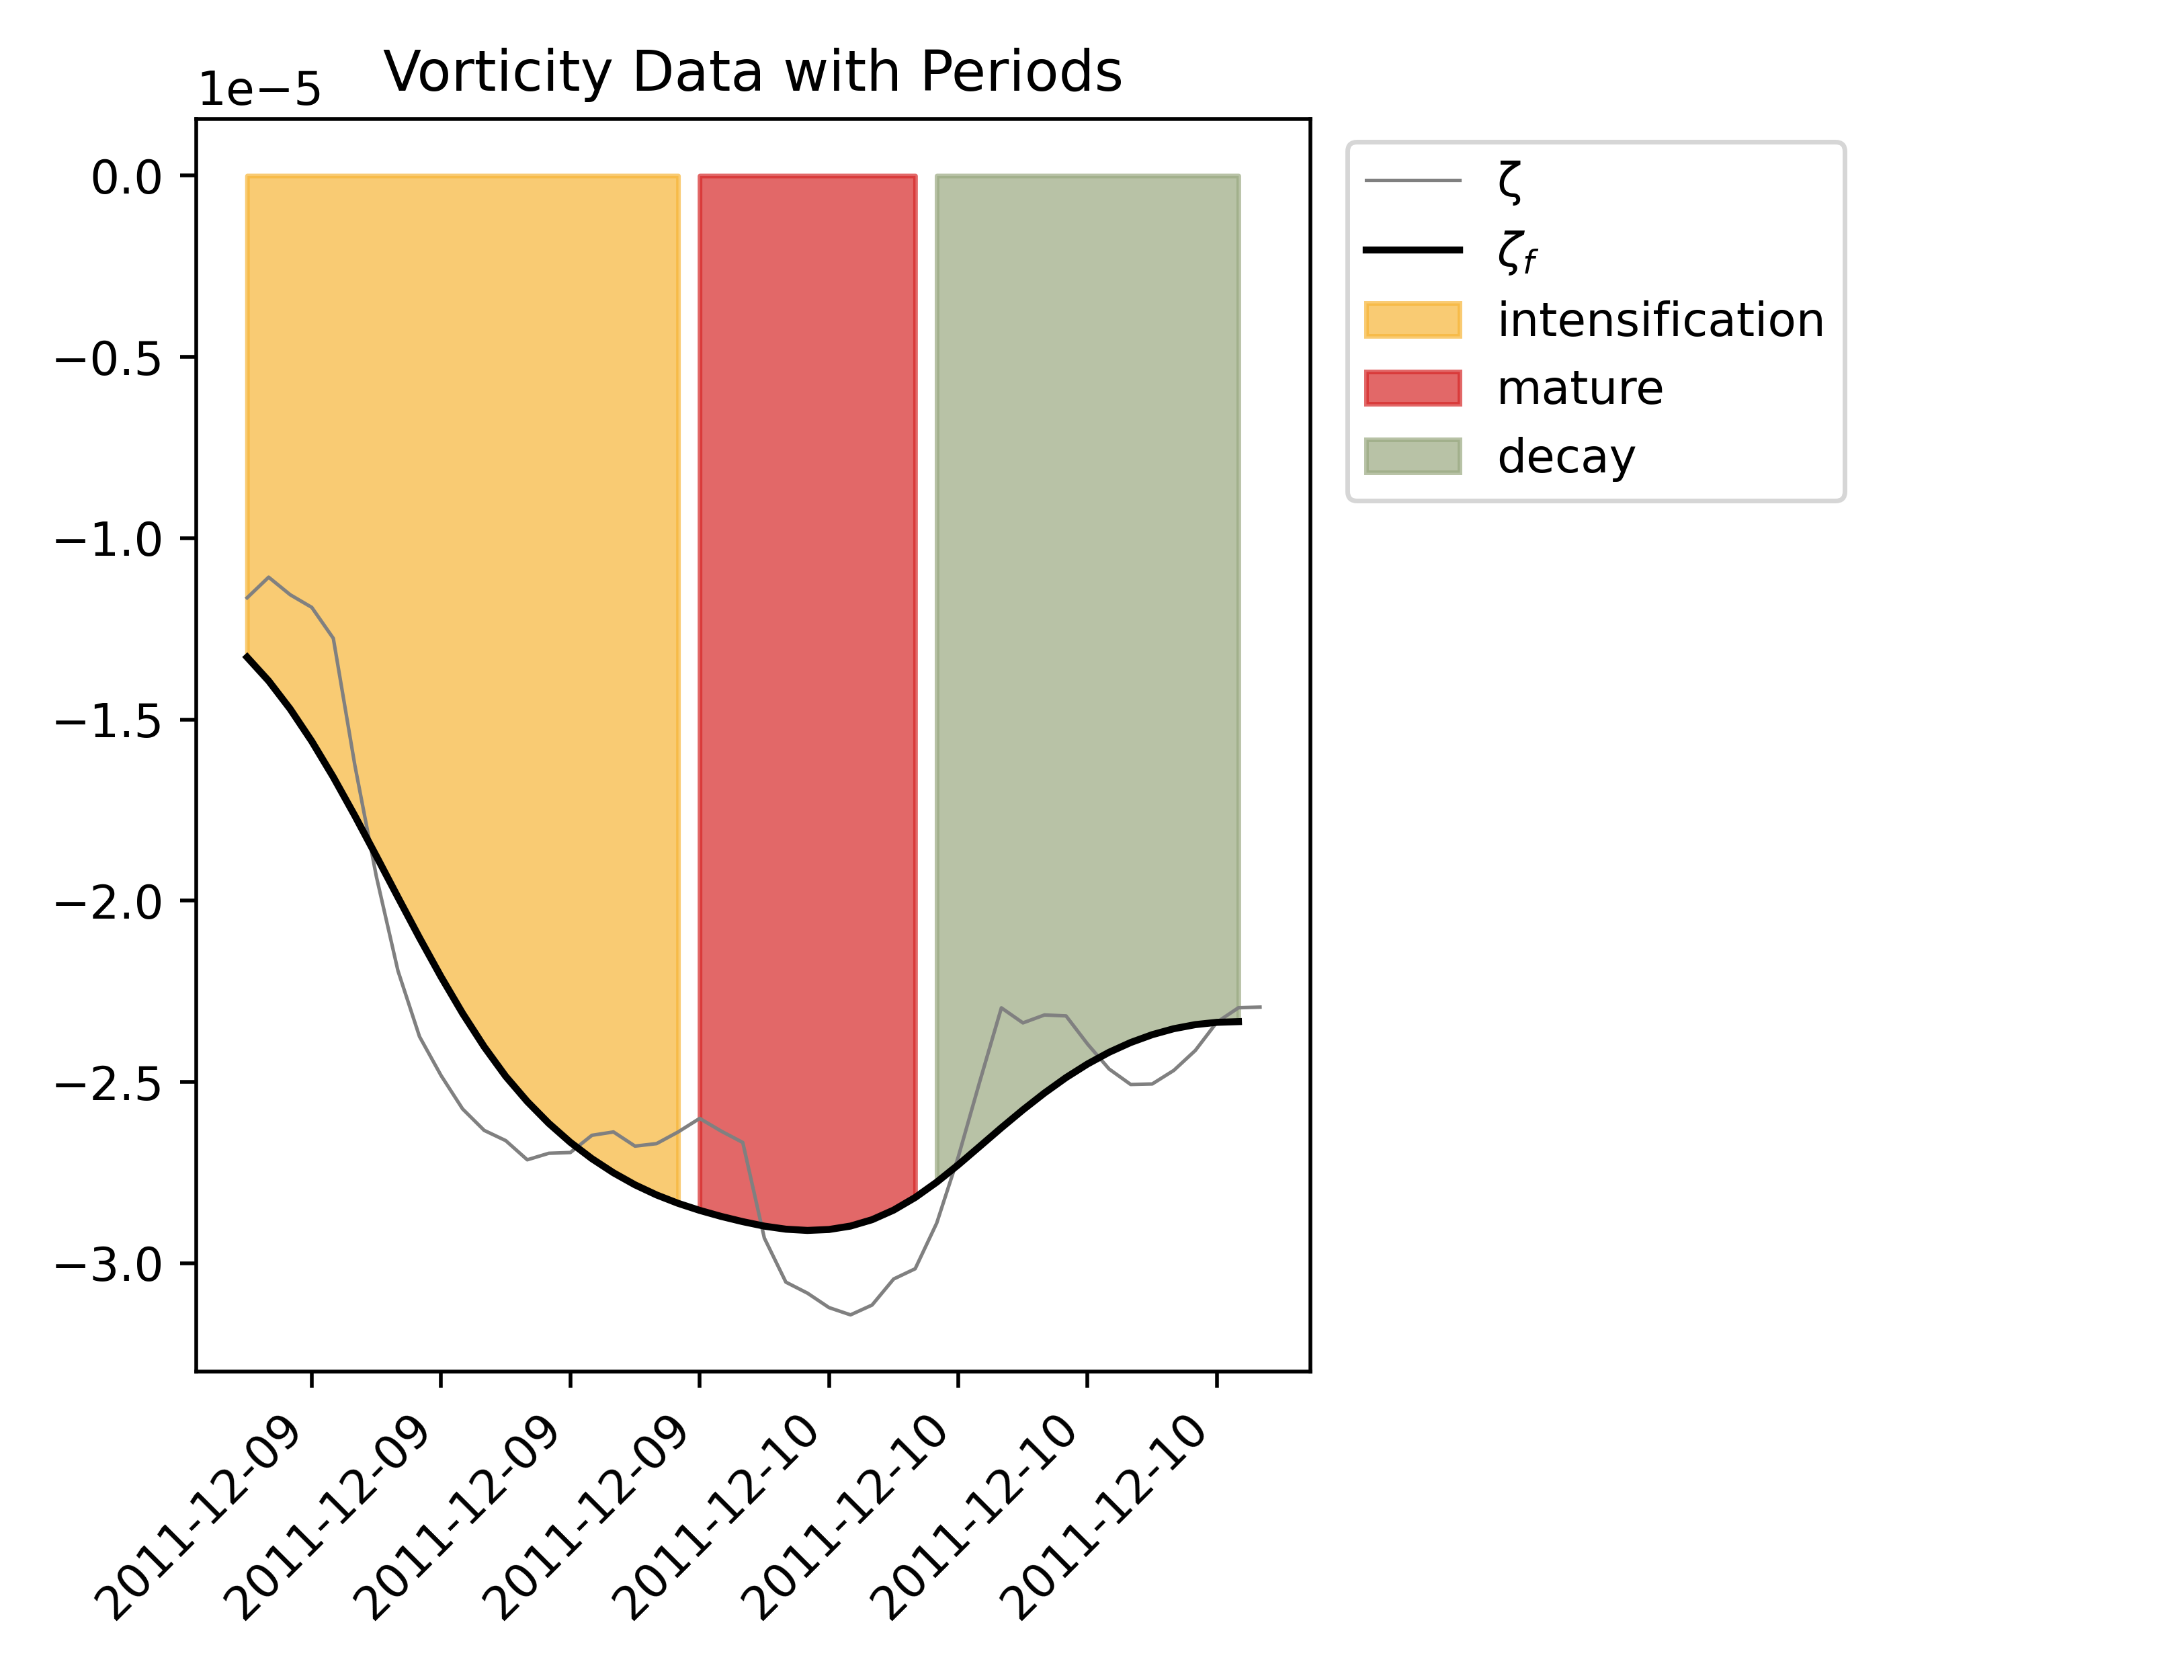 Vorticity Data with Periods
1e−5
0.0
−0.5
−1.0
−1.5
−2.0
−2.5
−3.0
2011-12-09
2011-12-09
2011-12-09
2011-12-09
2011-12-10
2011-12-10
2011-12-10
2011-12-10
ζ
ζf
intensification
mature
decay